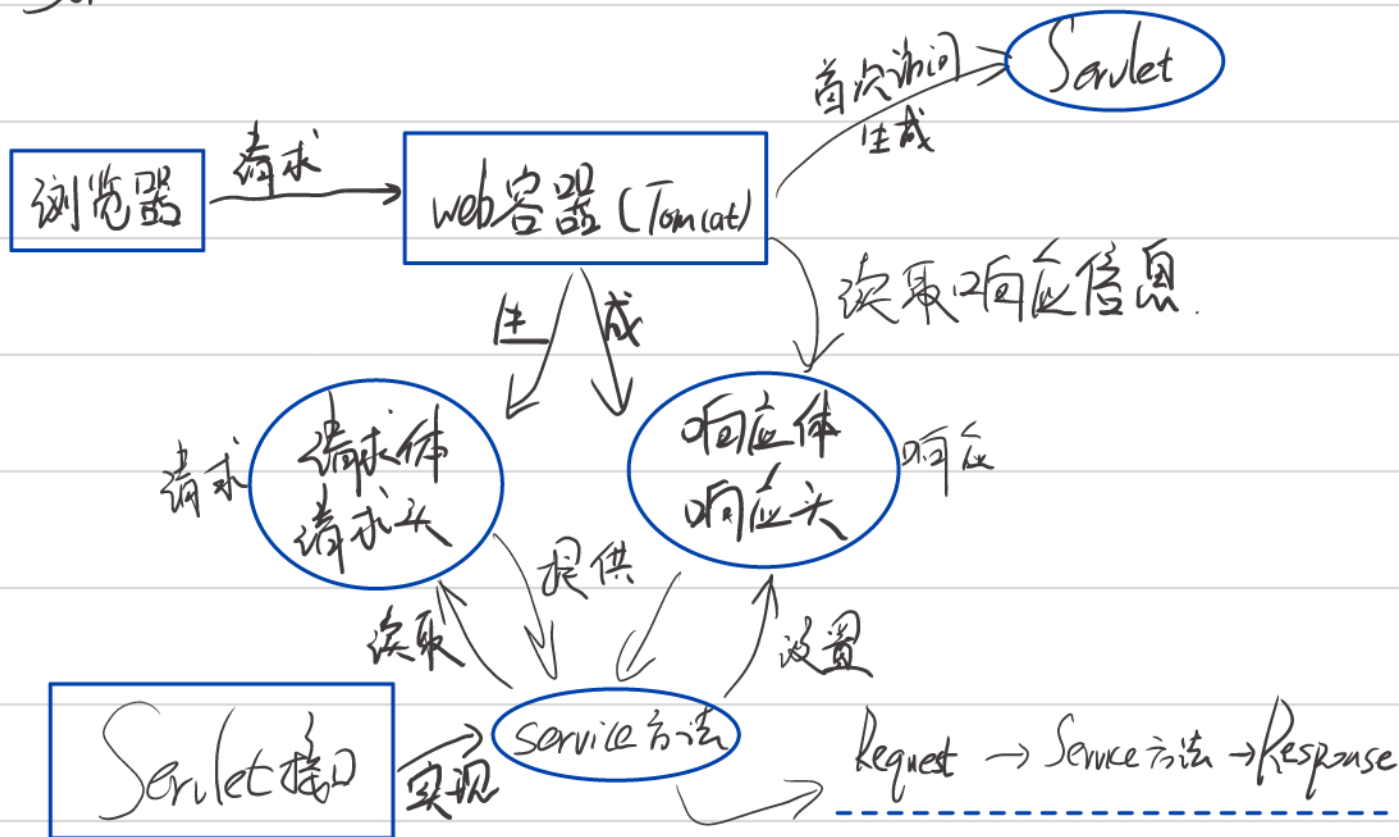 Servlet
首次访问
生成
浏览器
请求
web容器(Tomcat)
读取响应信息.
生成
请求
请求体
请求头
响应体
响应头
响应
提供
读取
设置
Servlet接口
实现
service方法
Request → Service方法 → Response